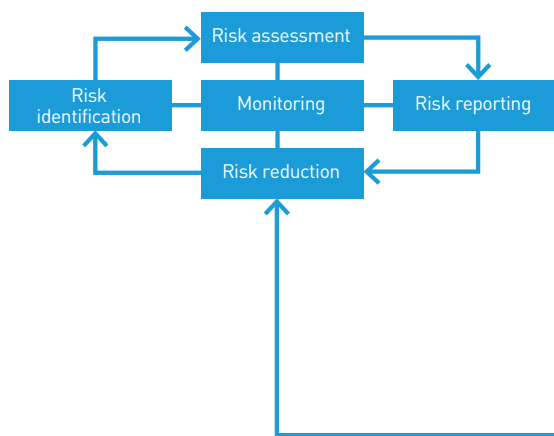 Risk assessment
Risk
identification
Monitoring
Risk reporting
Risk reduction